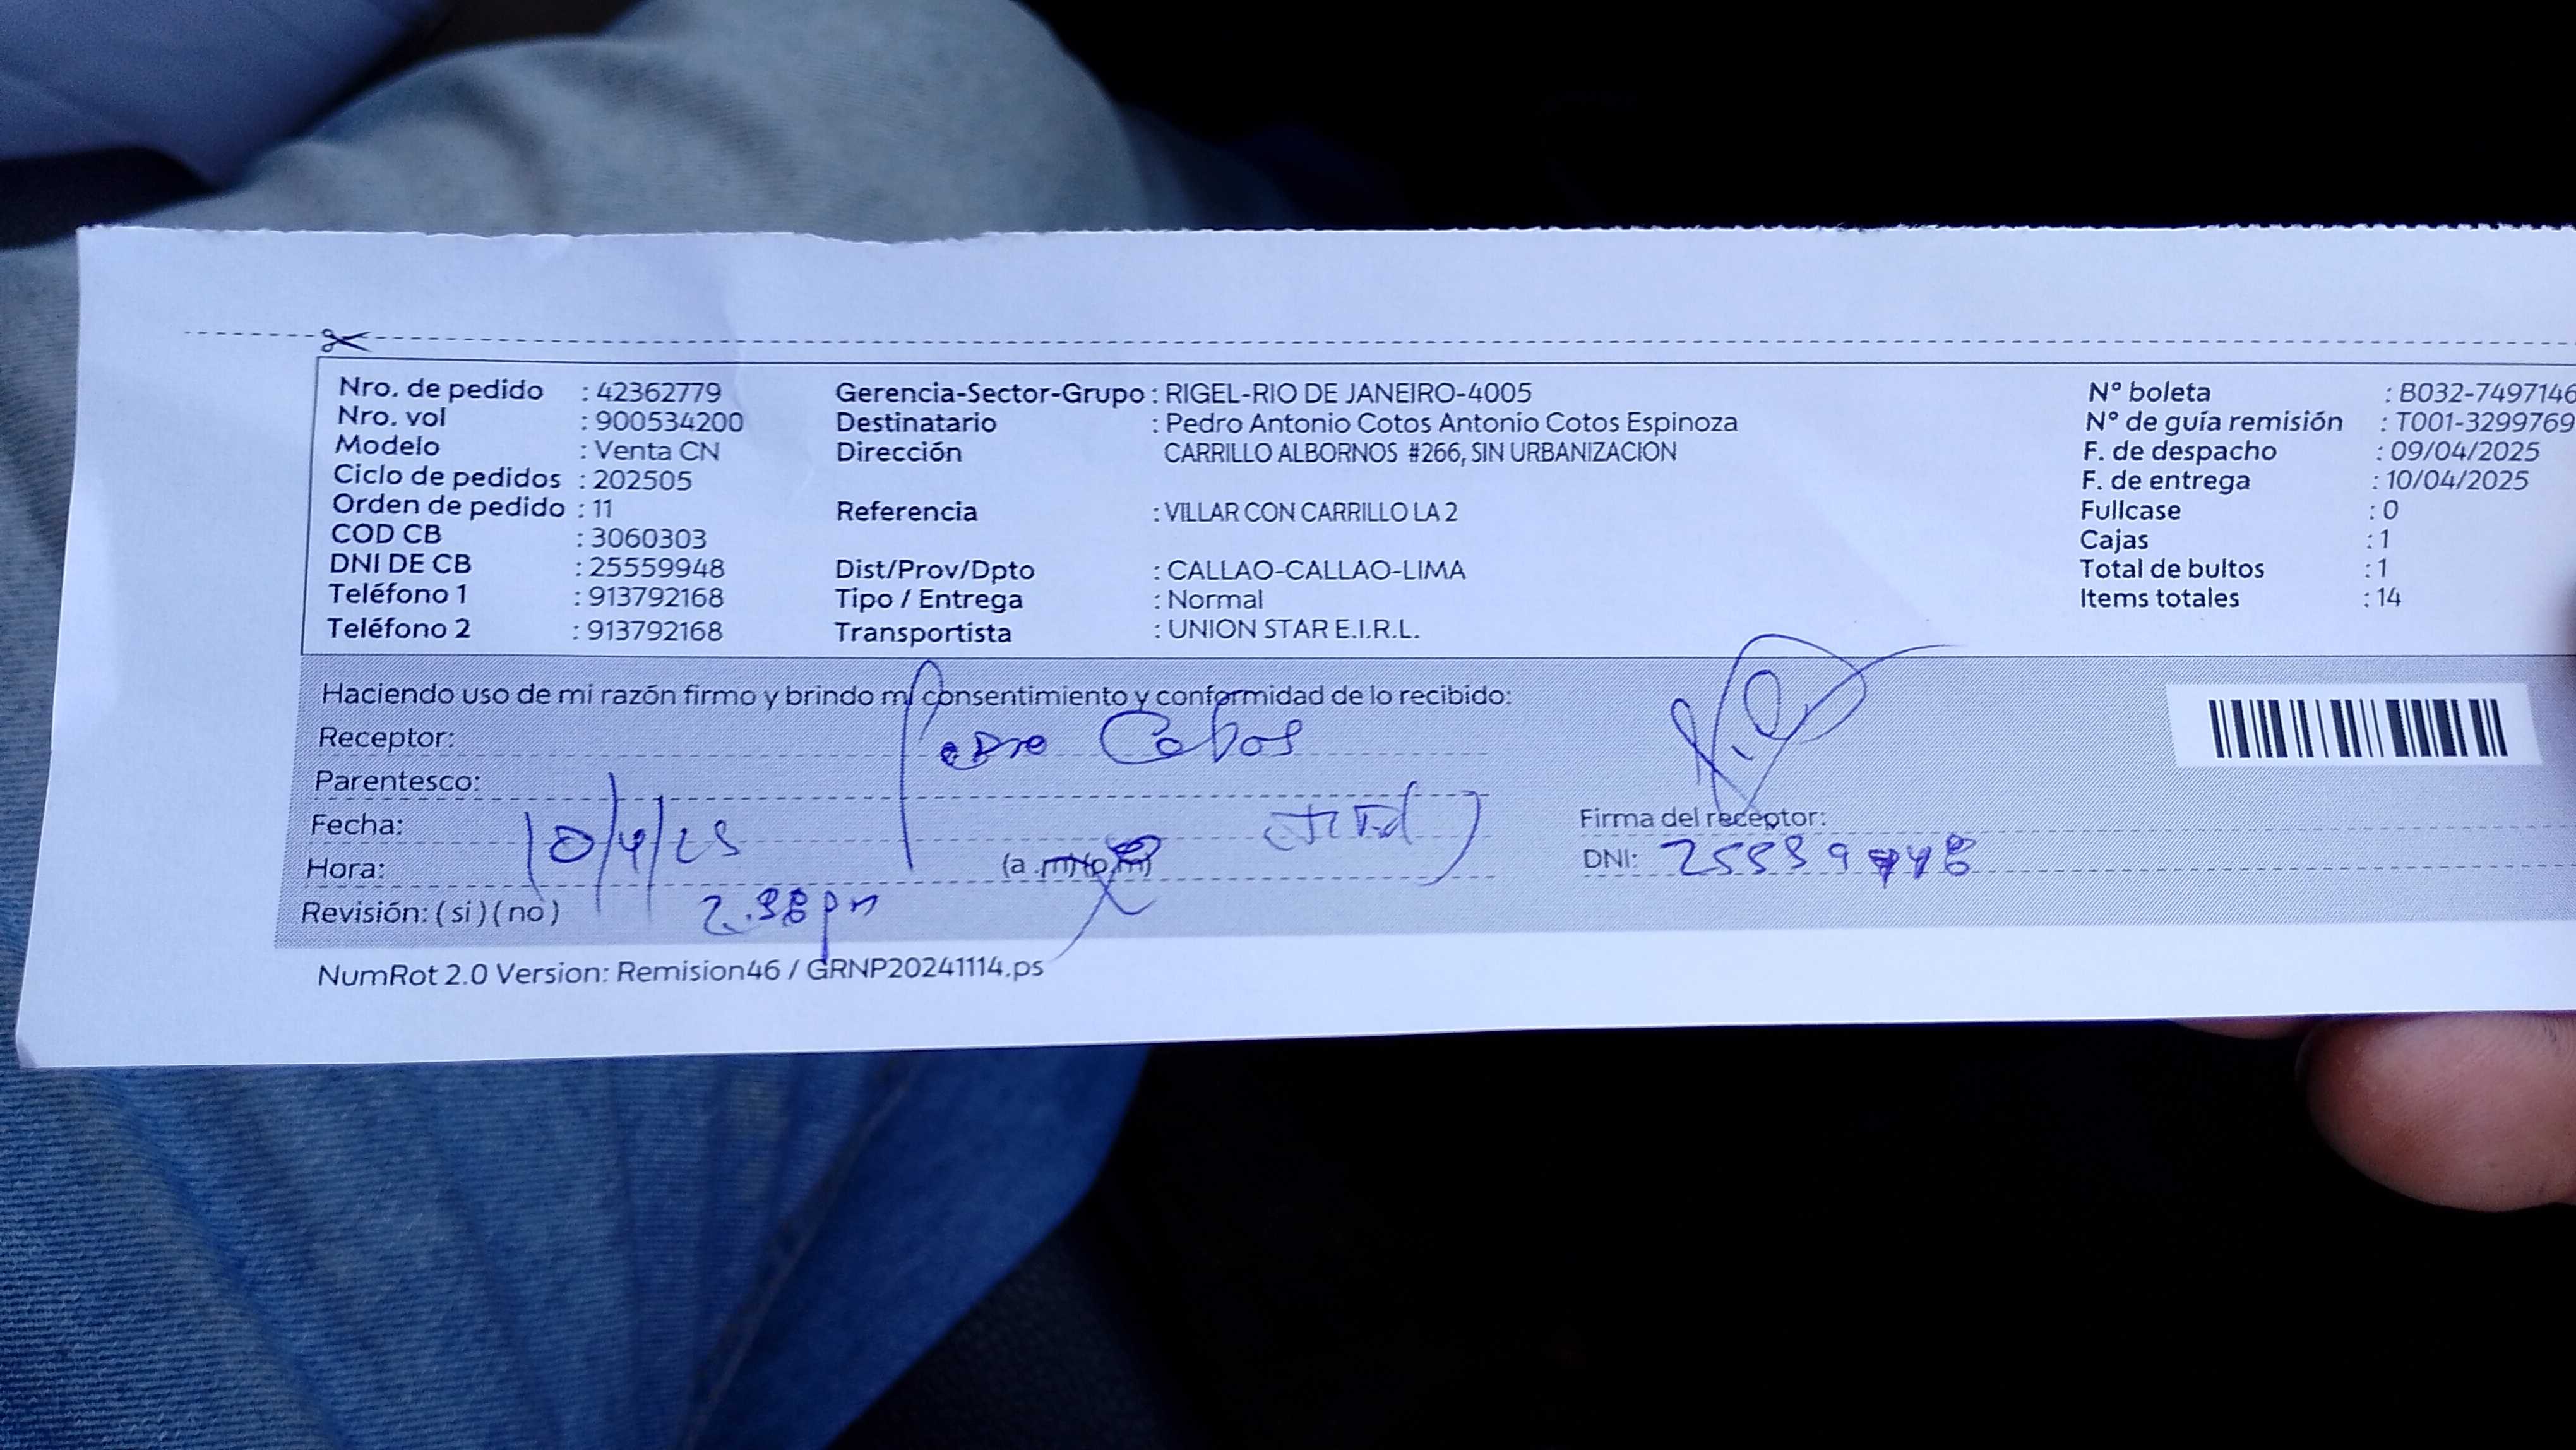 Nro. de pedido : 42362779
Nro. vol : 900534200
Modelo : Venta CN
Ciclo de pedidos : 202505
Orden de pedido : 11
COD CB : 3060303
DNI DE CB : 25559948
Teléfono 1 : 913792168
Teléfono 2 : 913792168
Gerencia-Sector-Grupo : RIGEL-RIO DE JANEIRO-4005
Destinatario : Pedro Antonio Cotos Antonio Cotos Espinoza
Dirección CARRILLO ALBORNOS #266, SIN URBANIZACION
Referencia : VILLAR CON CARRILLO LA 2
Dist/Prov/Dpto : CALLAO-CALLAO-LIMA
Tipo / Entrega : Normal
Transportista : UNION STAR E.I.R.L.
Nº boleta : B032-7497146
Nº de guía remisión : T001-3299769
F. de despacho : 09/04/2025
F. de entrega : 10/04/2025
Fullcase : 0
Cajas : 1
Total de bultos : 1
Items totales : 14
Haciendo uso de mi razón firmo y brindo mi consentimiento y conformidad de lo recibido:
Receptor: Pedro Cotos
Parentesco:
Fecha: 10/4/25
Hora: (a.m)(p.m)
Revisión: (si)(no) 2.38 pm
Firma del receptor:
DNI: 25559948
NumRot 2.0 Version: Remision46 / GRNP20241114.ps